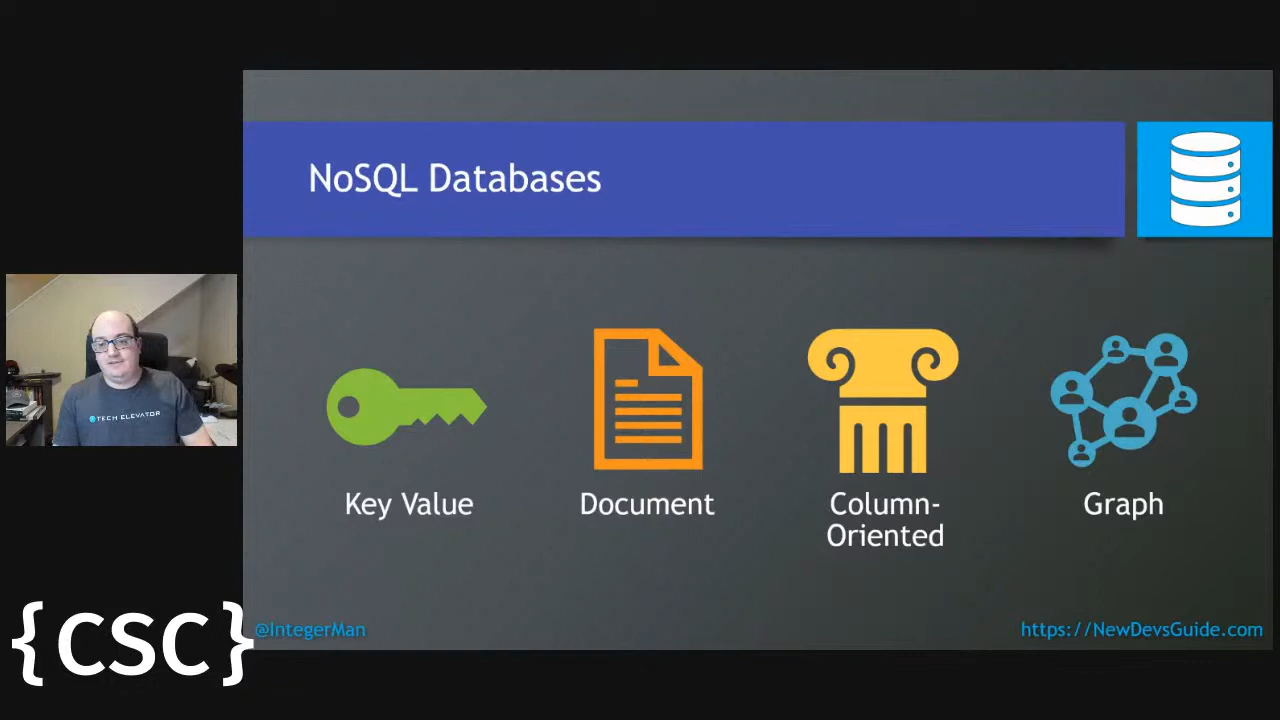 NoSQL Databases
TECH ELEVATOR
Key Value
Document
Column-
Oriented
Graph
{CSC}
@IntegerMan
https://NewDevsGuide.com